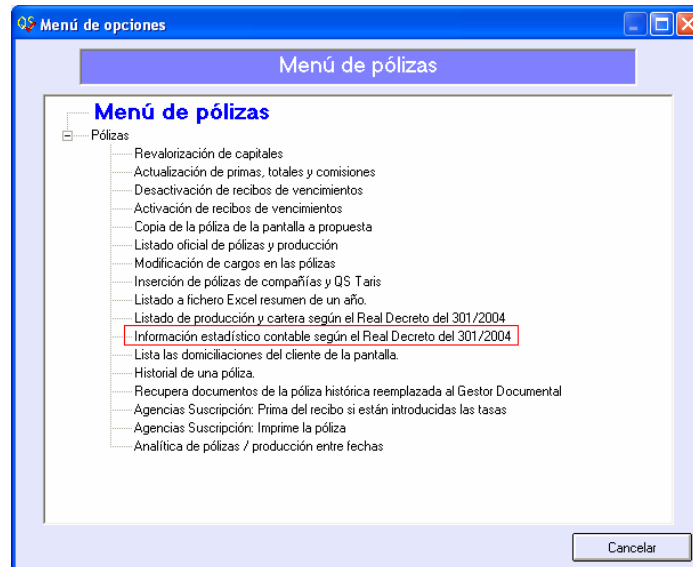 QS Menú de opciones
Menú de pólizas
Menú de pólizas
Pólizas
Revalorización de capitales
Actualización de primas, totales y comisiones
Desactivación de recibos de vencimientos
Activación de recibos de vencimientos
Copia de la póliza de la pantalla a propuesta
Listado oficial de pólizas y producción
Modificación de cargos en las pólizas
Inserción de pólizas de compañías y QS Taris
Listado a fichero Excel resumen de un año.
Listado de producción y cartera según el Real Decreto del 301/2004
Información estadístico contable según el Real Decreto del 301/2004
Lista las domiciliaciones del cliente de la pantalla.
Historial de una póliza.
Recupera documentos de la póliza histórica reemplazada al Gestor Documental
Agencias Suscripción: Prima del recibo si están introducidas las tasas
Agencias Suscripción: Imprime la póliza
Analítica de pólizas / producción entre fechas
Cancelar